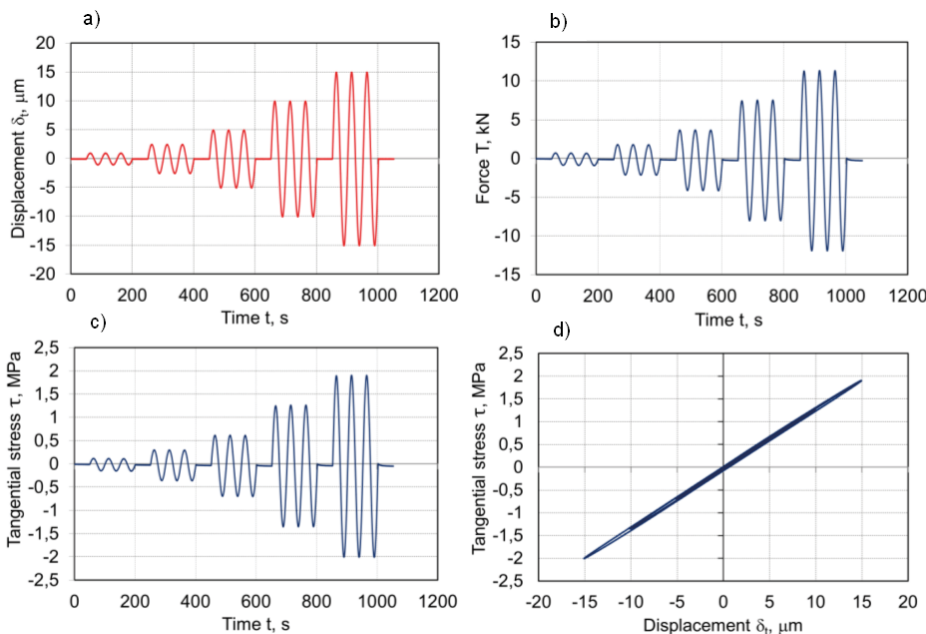 a)
20
15
10
5
0
-5
-10
-15
-20
Displacement δt, µm
0 200 400 600 800 1000 1200
Time t, s
b)
15
10
5
0
-5
-10
-15
Force T, kN
0 200 400 600 800 1000 1200
Time t, s
c)
2,5
2
1,5
1
0,5
0
-0,5
-1
-1,5
-2
-2,5
Tangential stress τ, MPa
0 200 400 600 800 1000 1200
Time t, s
d)
2,5
2
1,5
1
0,5
0
-0,5
-1
-1,5
-2
-2,5
Tangential stress τ, MPa
-20 -15 -10 -5 0 5 10 15 20
Displacement δt, µm